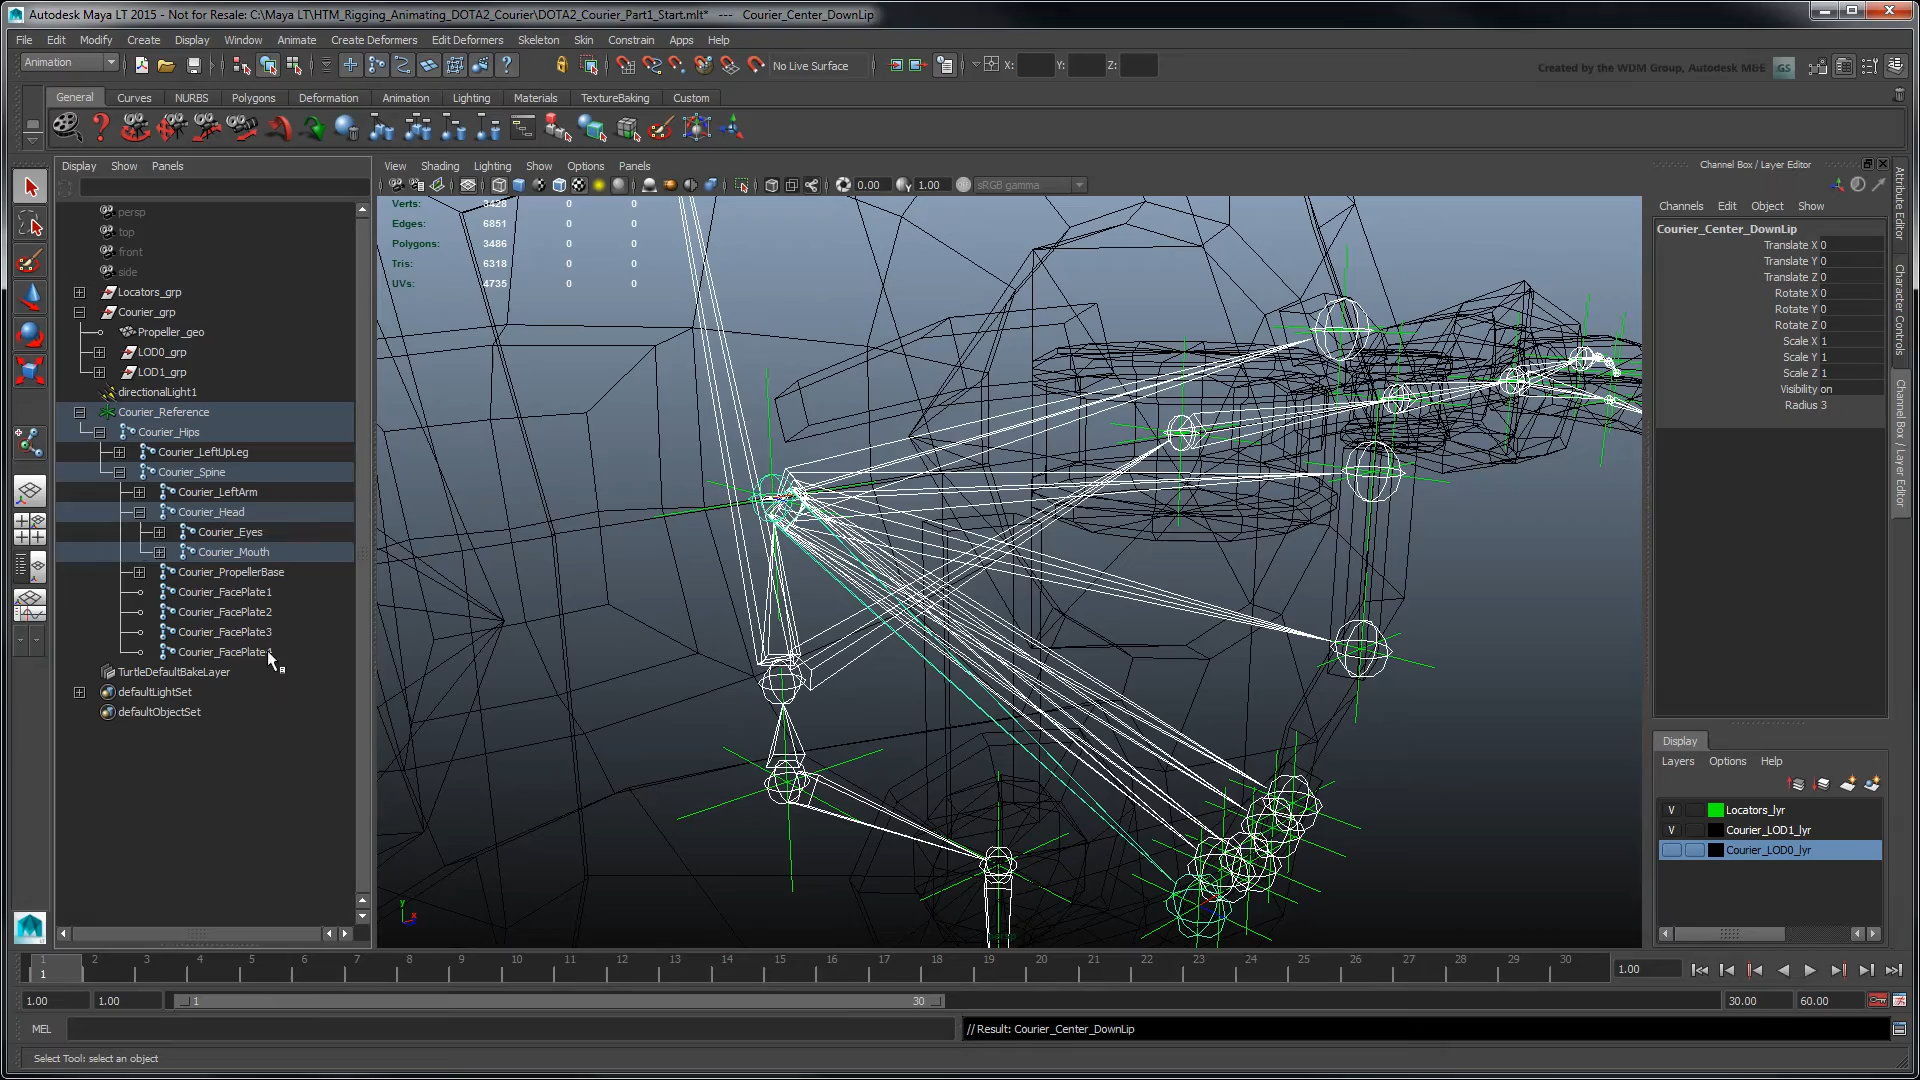 Autodesk Maya LT 2015 - Not for Resale: C:\Maya LT\HTM_Rigging_Animating_DOTA2_Courier\DOTA2_Courier_Part1_Start.mlt* --- Courier_Center_DownLip
File Edit Modify Create Display Window Animate Create Deformers Edit Deformers Skeleton Skin Constrain Apps Help
Animation No Live Surface X: Y: Z: Created by the WDM Group, Autodesk M&E GS
General Curves NURBS Polygons Deformation Animation Lighting Materials TextureBaking Custom
Display Show Panels
View Shading Lighting Show Options Panels
0.00 1.00 sRGB gamma
Channel Box / Layer Editor
Channels Edit Object Show
persp
top
front
side
Locators_grp
Courier_grp
Propeller_geo
LOD0_grp
LOD1_grp
directionalLight1
Courier_Reference
Courier_Hips
Courier_LeftUpLeg
Courier_Spine
Courier_LeftArm
Courier_Head
Courier_Eyes
Courier_Mouth
Courier_PropellerBase
Courier_FacePlate1
Courier_FacePlate2
Courier_FacePlate3
TurtleDefaultBakeLayer
defaultLightSet
defaultObjectSet
Verts: 3428 0 0
Edges: 6851 0 0
Polygons: 3486 0 0
Tris: 6318 0 0
UVs: 4735 0 0
y x
Courier_Center_DownLip
Translate X 0
Translate Y 0
Translate Z 0
Rotate X 0
Rotate Y 0
Rotate Z 0
Scale X 1
Scale Y 1
Scale Z 1
Visibility on
Radius 3
Attribute Editor
Character Controls
Channel Box / Layer Editor
Display
Layers Options Help
V Locators_lyr
V Courier_LOD1_lyr
Courier_LOD0_lyr
1 2 3 4 5 6 7 8 9 10 11 12 13 14 15 16 17 18 19 20 21 22 23 24 25 26 27 28 29 30
1 1.00
1.00 1.00 1 30 30.00 60.00
MEL // Result: Courier_Center_DownLip
Select Tool: select an object